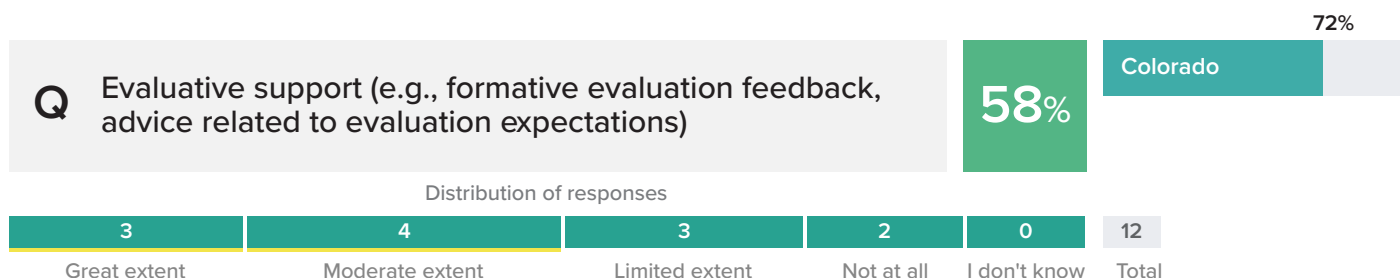 72%
Q Evaluative support (e.g., formative evaluation feedback,
advice related to evaluation expectations)
58%
Colorado
Distribution of responses
3 4 3 2 0 12
Great extent Moderate extent Limited extent Not at all I don't know Total